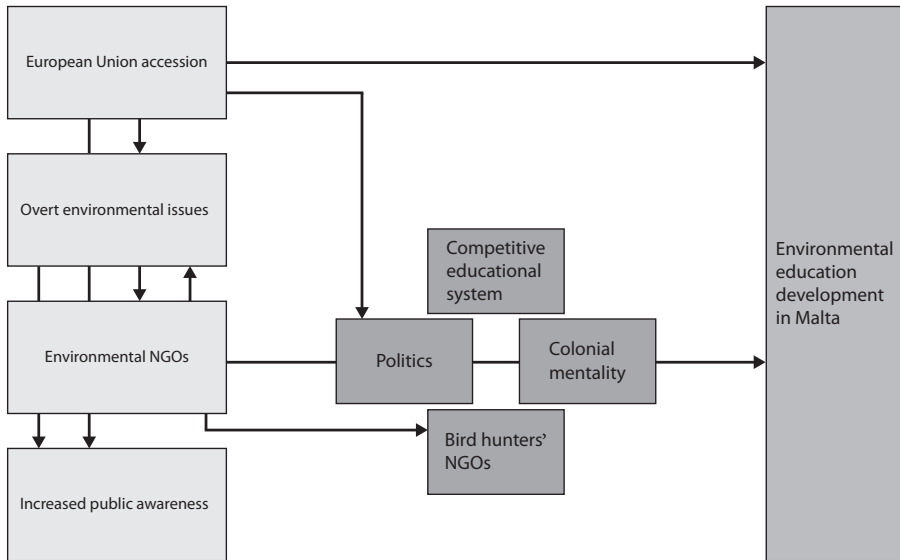 European Union accession
Overt environmental issues
Competitive
educational
system
Environmental
education
development
in Malta
Environmental NGOs
Politics
Colonial
mentality
Bird hunters’
NGOs
Increased public awareness